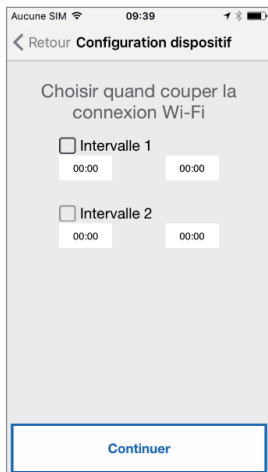 Aucune SIM 09:39
Retour Configuration dispositif
Choisir quand couper la
connexion Wi-Fi
Intervalle 1
00:00 00:00
Intervalle 2
00:00 00:00
Continuer